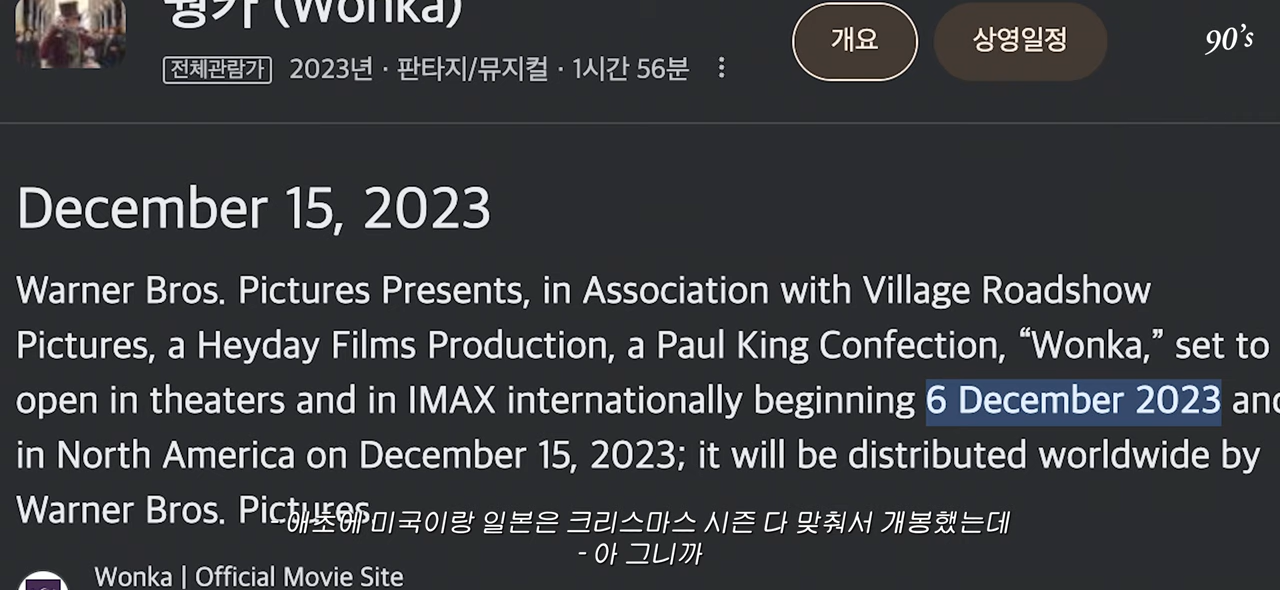 웡카 (Wonka)
개요
상영일정
90's
전체관람가 2023년 · 판타지/뮤지컬 · 1시간 56분
December 15, 2023
Warner Bros. Pictures Presents, in Association with Village Roadshow
Pictures, a Heyday Films Production, a Paul King Confection, “Wonka,” set to
open in theaters and in IMAX internationally beginning 6 December 2023 and
in North America on December 15, 2023; it will be distributed worldwide by
Warner Bros. Pictures.
- 애초에 미국이랑 일본은 크리스마스 시즌 다 맞춰서 개봉했는데
- 아 그니까
Wonka | Official Movie Site